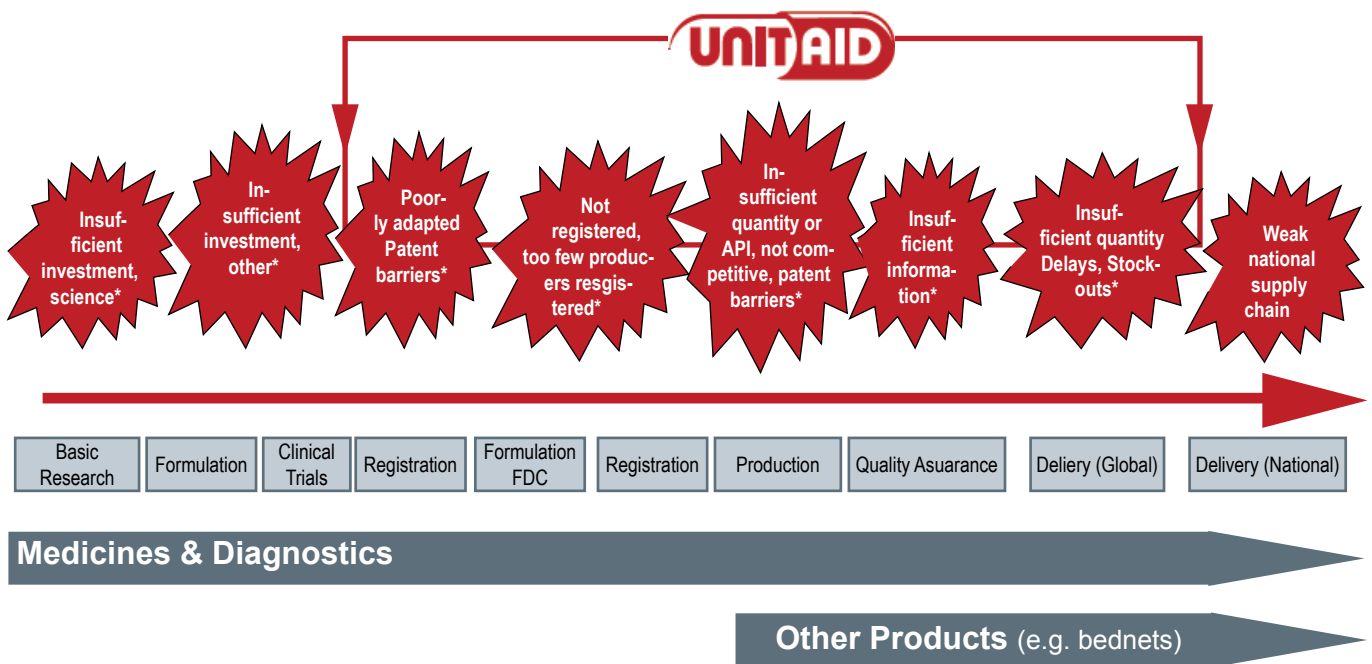 UNITAID
Insuf-
ficient
investment,
science*
In-
sufficient
investment,
other*
Poor-
ly adapted
Patent
barriers*
Not
registered,
too few produc-
ers resgis-
tered*
In-
sufficient
quantity or
API, not com-
petitive, patent
barriers*
Insuf-
ficient
informa-
tion*
Insuf-
ficient quantity
Delays, Stock-
outs*
Weak
national
supply
chain
Basic
Research
Formulation
Clinical
Trials
Registration
Formulation
FDC
Registration
Production
Quality Asuarance
Deliery (Global)
Delivery (National)
Medicines & Diagnostics
Other Products (e.g. bednets)